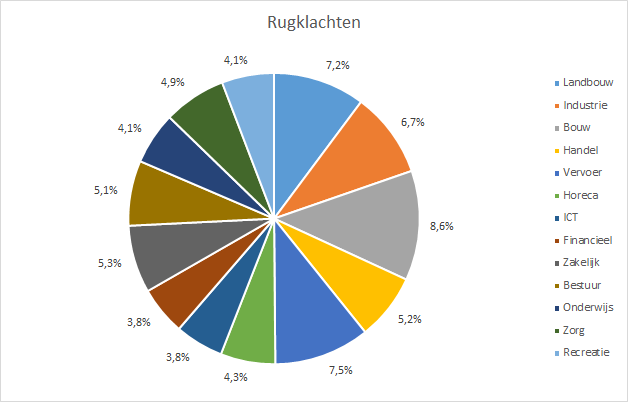 Rugklachten
7,2%
6,7%
8,6%
5,2%
7,5%
4,3%
3,8%
3,8%
5,3%
5,1%
4,1%
4,9%
4,1%
Landbouw
Industrie
Bouw
Handel
Vervoer
Horeca
ICT
Financieel
Zakelijk
Bestuur
Onderwijs
Zorg
Recreatie